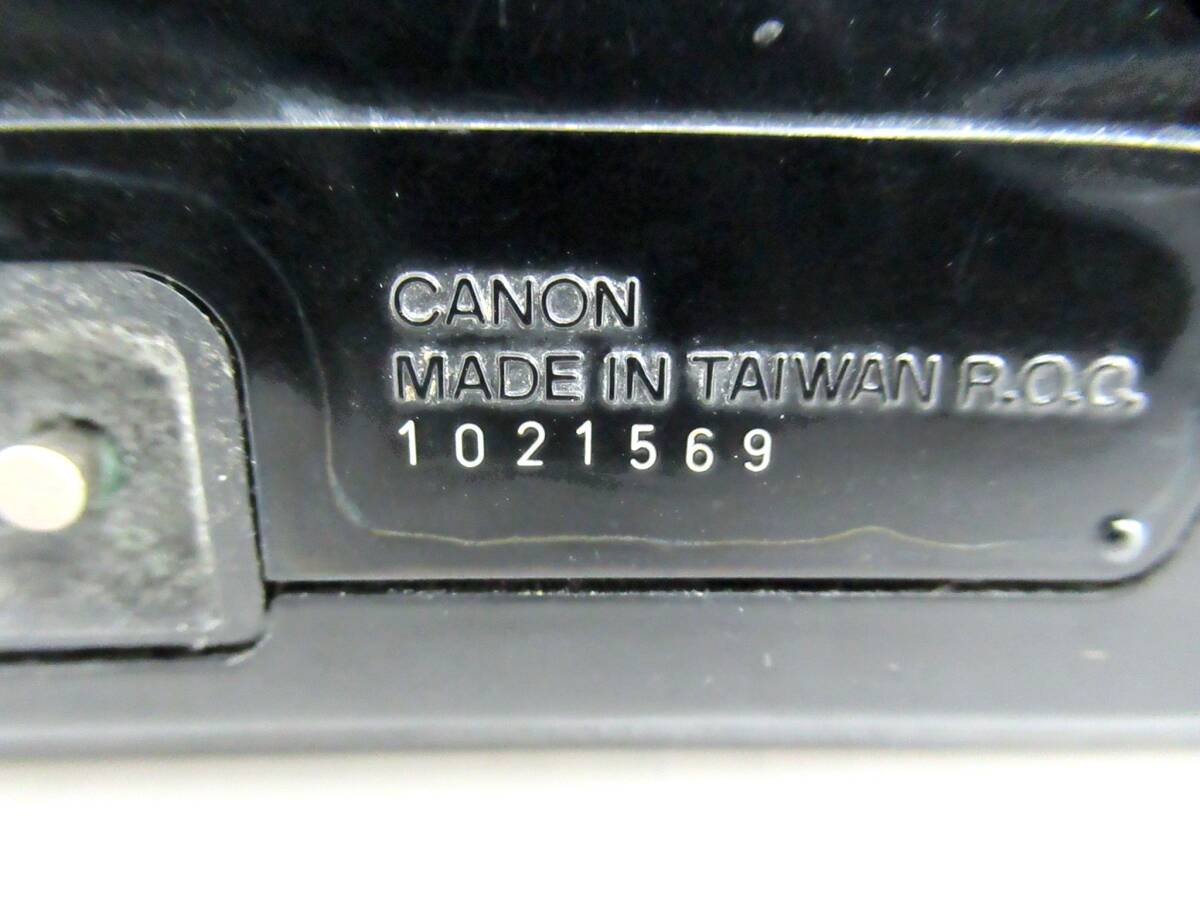 CANON
MADE IN TAIWAN R.O.C.
1021569